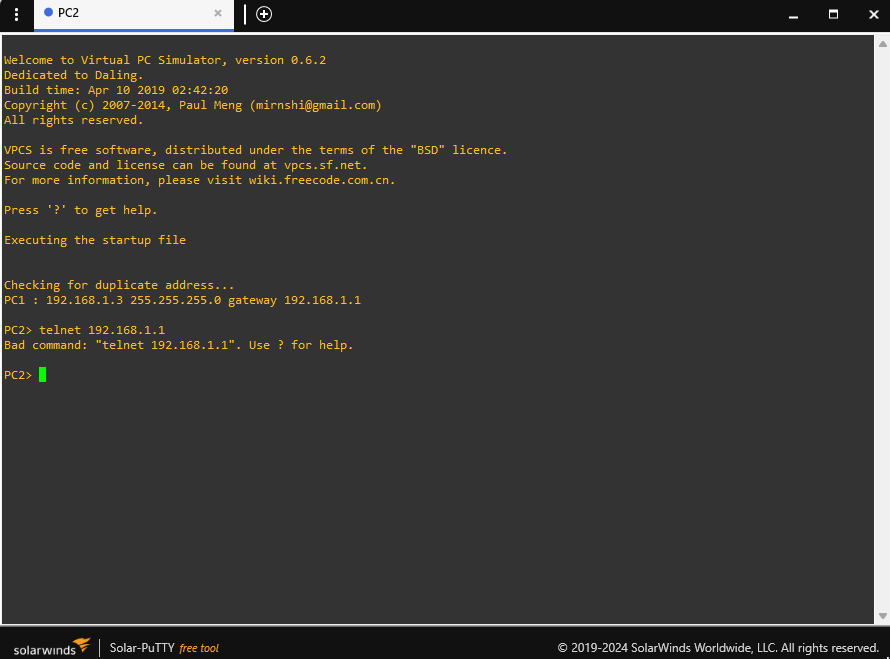 PC2
Welcome to Virtual PC Simulator, version 0.6.2
Dedicated to Daling.
Build time: Apr 10 2019 02:42:20
Copyright (c) 2007-2014, Paul Meng (mirnshi@gmail.com)
All rights reserved.
VPCS is free software, distributed under the terms of the "BSD" licence.
Source code and license can be found at vpcs.sf.net.
For more information, please visit wiki.freecode.com.cn.
Press '?' to get help.
Executing the startup file
Checking for duplicate address...
PC1 : 192.168.1.3 255.255.255.0 gateway 192.168.1.1
PC2> telnet 192.168.1.1
Bad command: "telnet 192.168.1.1". Use ? for help.
PC2>
solarwinds Solar-PuTTY free tool © 2019-2024 SolarWinds Worldwide, LLC. All rights reserved.